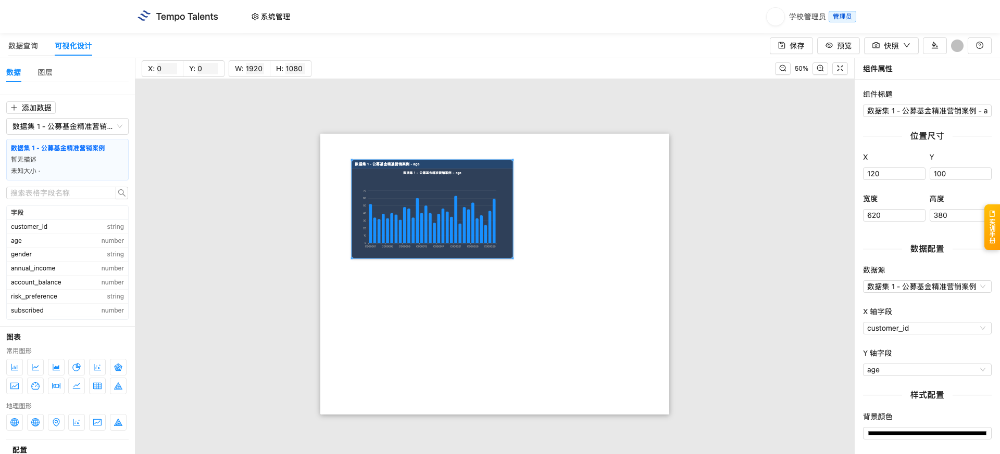 Tempo Talents
系统管理
学校管理员
管理员
数据查询
可视化设计
保存
预览
快照
数据
图层
X: 0
Y: 0
W: 1920
H: 1080
50%
组件属性
添加数据
数据集 1 - 公募基金精准营销...
数据集 1 - 公募基金精准营销案例
暂无描述
未知大小 ·
搜索表格字段名称
字段
customer_id string
age number
gender string
annual_income number
account_balance number
risk_preference string
subscribed number
图表
常用图形
地理图形
配置
数据集 1 - 公募基金精准营销案例 - age
数据集 1 - 公募基金精准营销案例 - age
70
60
50
40
30
20
10
0
C000001 C000005 C000009 C000013 C000017 C000021 C000025 C000029
组件标题
数据集 1 - 公募基金精准营销案例 - a
位置尺寸
X Y
120 100
宽度 高度
620 380
实训手册
数据配置
数据源
数据集 1 - 公募基金精准营销案例
X 轴字段
customer_id
Y 轴字段
age
样式配置
背景颜色